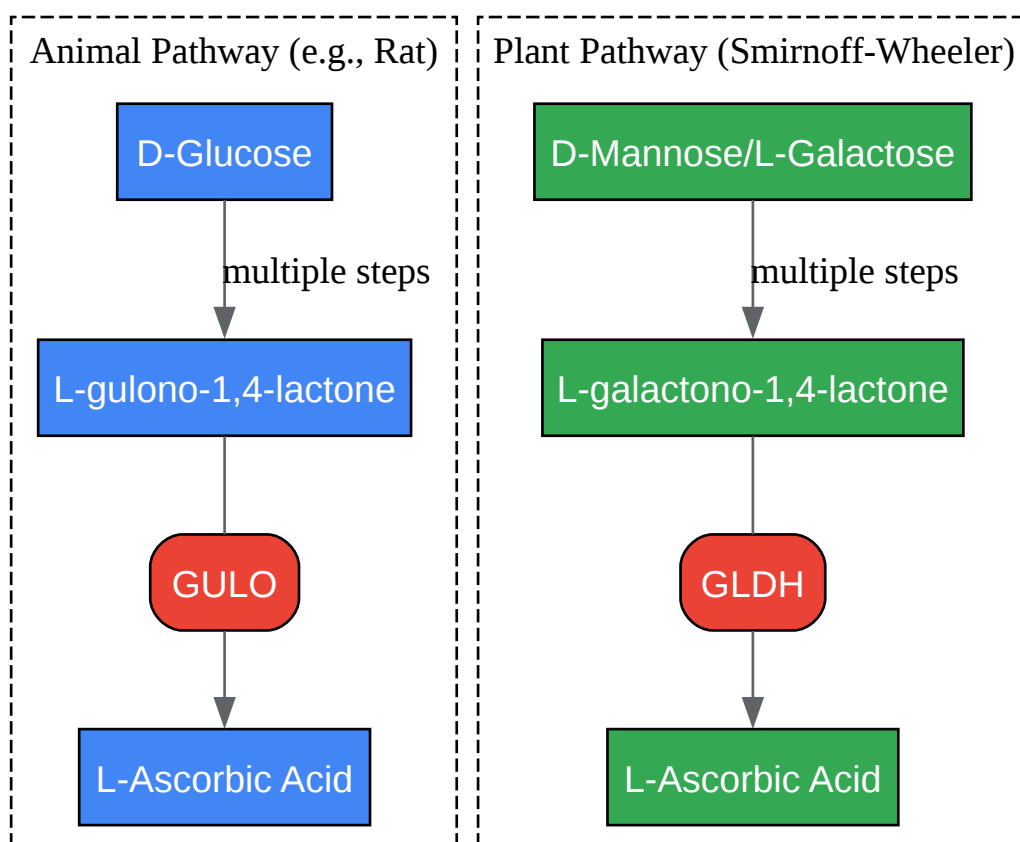 Animal Pathway (e.g., Rat)
D-Glucose
multiple steps
L-gulono-1,4-lactone
GULO
L-Ascorbic Acid
Plant Pathway (Smirnoff-Wheeler)
D-Mannose/L-Galactose
multiple steps
L-galactono-1,4-lactone
GLDH
L-Ascorbic Acid